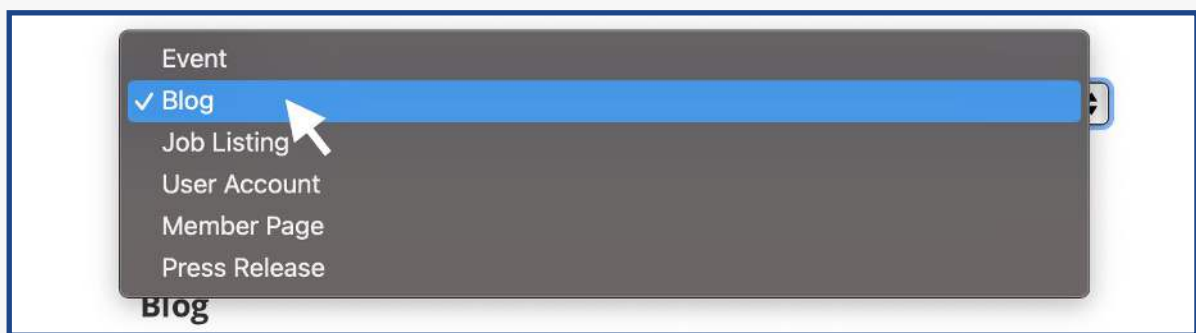 Event
✓ Blog
Job Listing
User Account
Member Page
Press Release
Blog